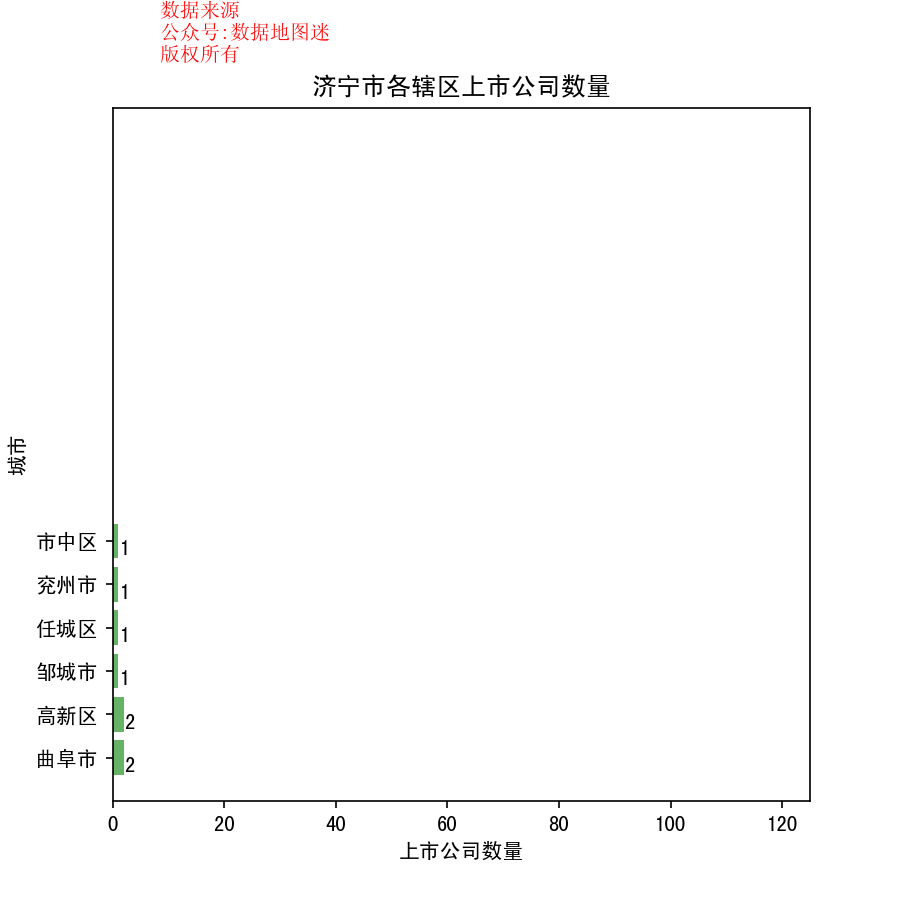 数据来源
公众号:数据地图迷
版权所有
济宁市各辖区上市公司数量
城市
市中区 1
兖州市 1
任城区 1
邹城市 1
高新区 2
曲阜市 2
0 20 40 60 80 100 120
上市公司数量